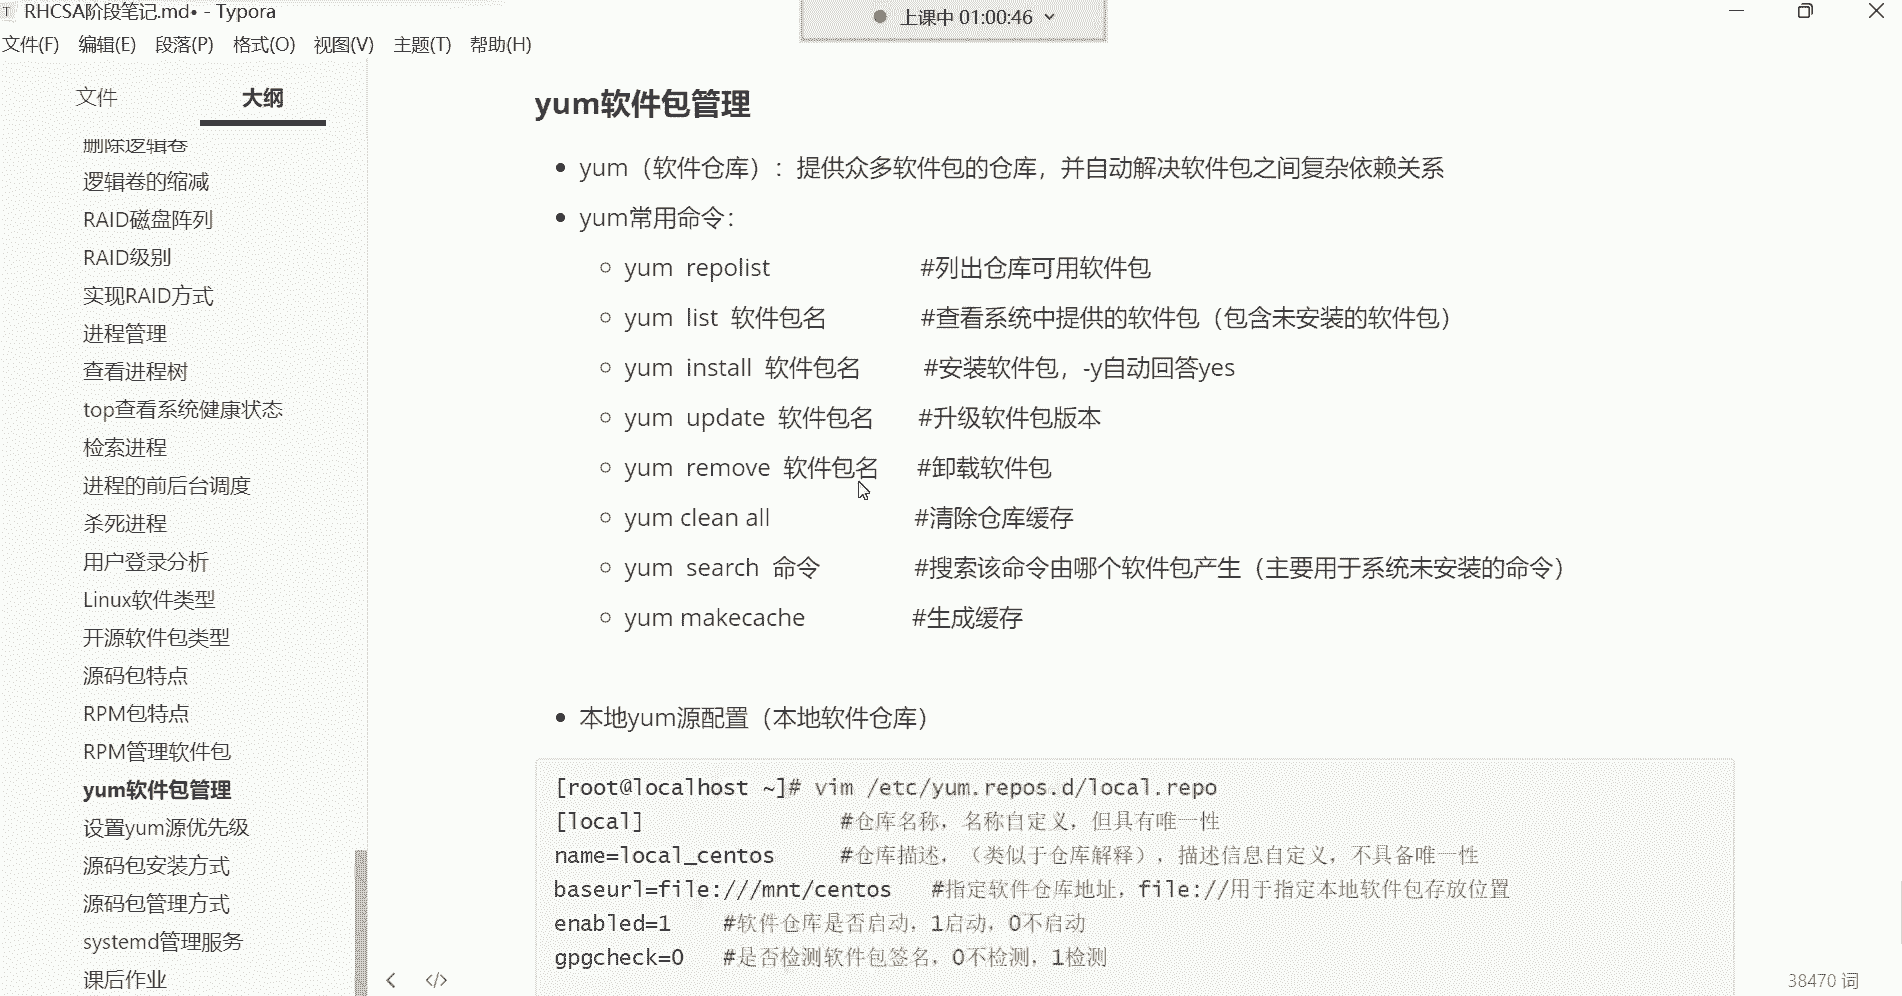 RHCSA阶段笔记.md• - Typora
上课中 01:00:46
文件(F) 编辑(E) 段落(P) 格式(O) 视图(V) 主题(T) 帮助(H)
文件 大纲
删除逻辑卷
逻辑卷的缩减
RAID磁盘阵列
RAID级别
实现RAID方式
进程管理
查看进程树
top查看系统健康状态
检索进程
进程的前后台调度
杀死进程
用户登录分析
Linux软件类型
开源软件包类型
源码包特点
RPM包特点
RPM管理软件包
yum软件包管理
设置yum源优先级
源码包安装方式
源码包管理方式
systemd管理服务
课后作业
yum软件包管理
yum（软件仓库）：提供众多软件包的仓库，并自动解决软件包之间复杂依赖关系
yum常用命令：
yum repolist #列出仓库可用软件包
yum list 软件包名 #查看系统中提供的软件包（包含未安装的软件包）
yum install 软件包名 #安装软件包，-y自动回答yes
yum update 软件包名 #升级软件包版本
yum remove 软件包名 #卸载软件包
yum clean all #清除仓库缓存
yum search 命令 #搜索该命令由哪个软件包产生（主要用于系统未安装的命令）
yum makecache #生成缓存
本地yum源配置（本地软件仓库）
[root@localhost ~]# vim /etc/yum.repos.d/local.repo
[local] #仓库名称，名称自定义，但具有唯一性
name=local_centos #仓库描述，（类似于仓库解释），描述信息自定义，不具备唯一性
baseurl=file:///mnt/centos #指定软件仓库地址，file://用于指定本地软件包存放位置
enabled=1 #软件仓库是否启动，1启动，0不启动
gpgcheck=0 #是否检测软件包签名，0不检测，1检测
38470 词